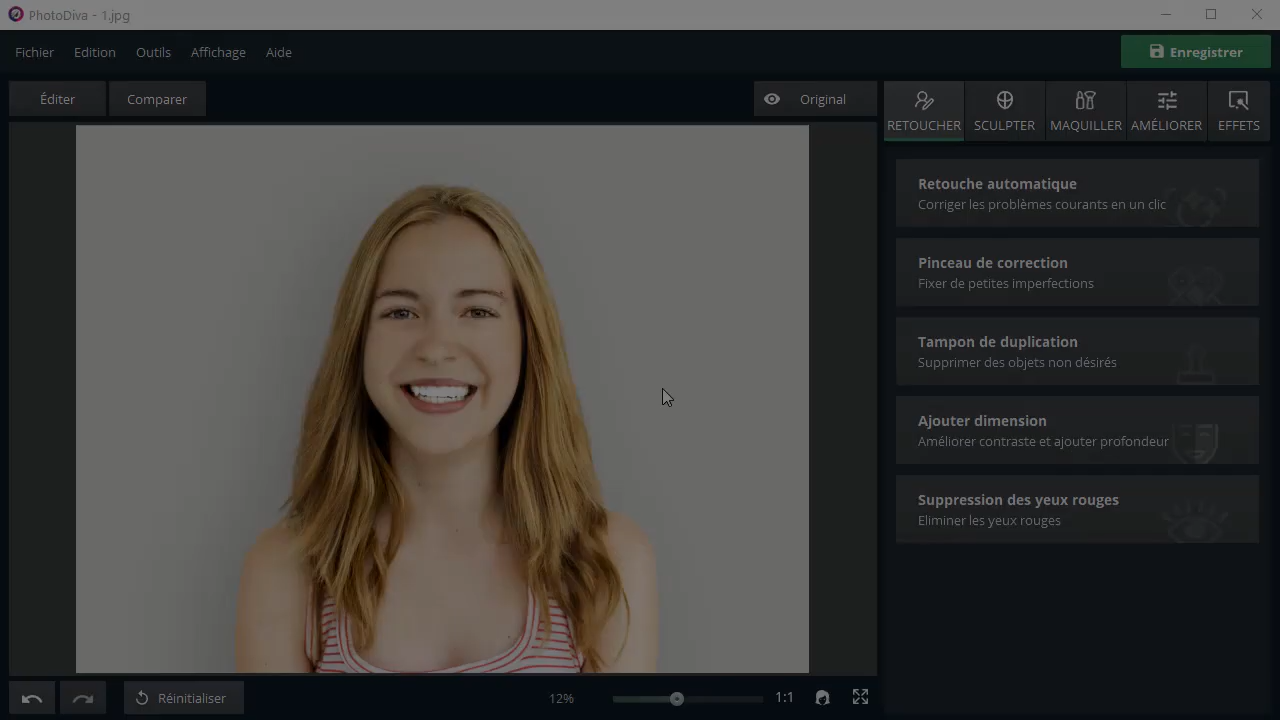 PhotoDiva - 1.jpg
Fichier Edition Outils Affichage Aide
Enregistrer
Éditer Comparer Original
RETOUCHER SCULPTER MAQUILLER AMÉLIORER EFFETS
Retouche automatique
Corriger les problèmes courants en un clic
Pinceau de correction
Fixer de petites imperfections
Tampon de duplication
Supprimer des objets non désirés
Ajouter dimension
Améliorer contraste et ajouter profondeur
Suppression des yeux rouges
Eliminer les yeux rouges
Réinitialiser 12% 1:1